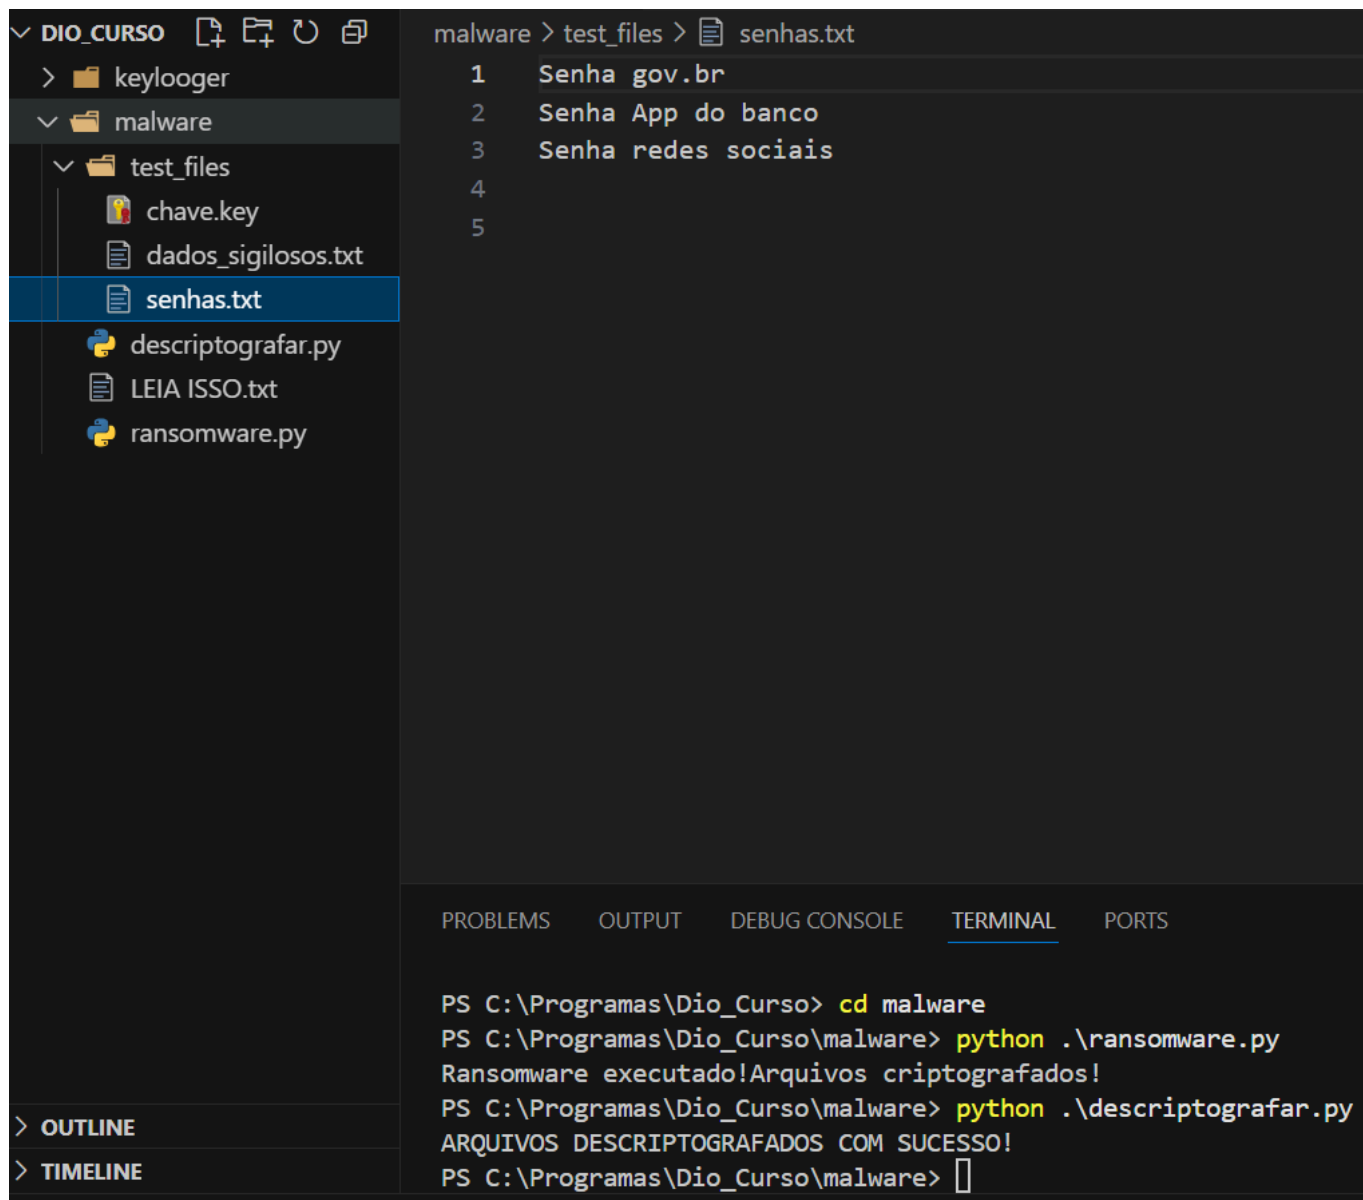 DIO_CURSO
keylooger
malware
test_files
chave.key
dados_sigilosos.txt
senhas.txt
descriptografar.py
LEIA ISSO.txt
ransomware.py
OUTLINE
TIMELINE
malware > test_files > senhas.txt
1 Senha gov.br
2 Senha App do banco
3 Senha redes sociais
4
5
PROBLEMS OUTPUT DEBUG CONSOLE TERMINAL PORTS
PS C:\Programas\Dio_Curso> cd malware
PS C:\Programas\Dio_Curso\malware> python .\ransomware.py
Ransomware executado!Arquivos criptografados!
PS C:\Programas\Dio_Curso\malware> python .\descriptografar.py
ARQUIVOS DESCRIPTOGRAFADOS COM SUCESSO!
PS C:\Programas\Dio_Curso\malware>